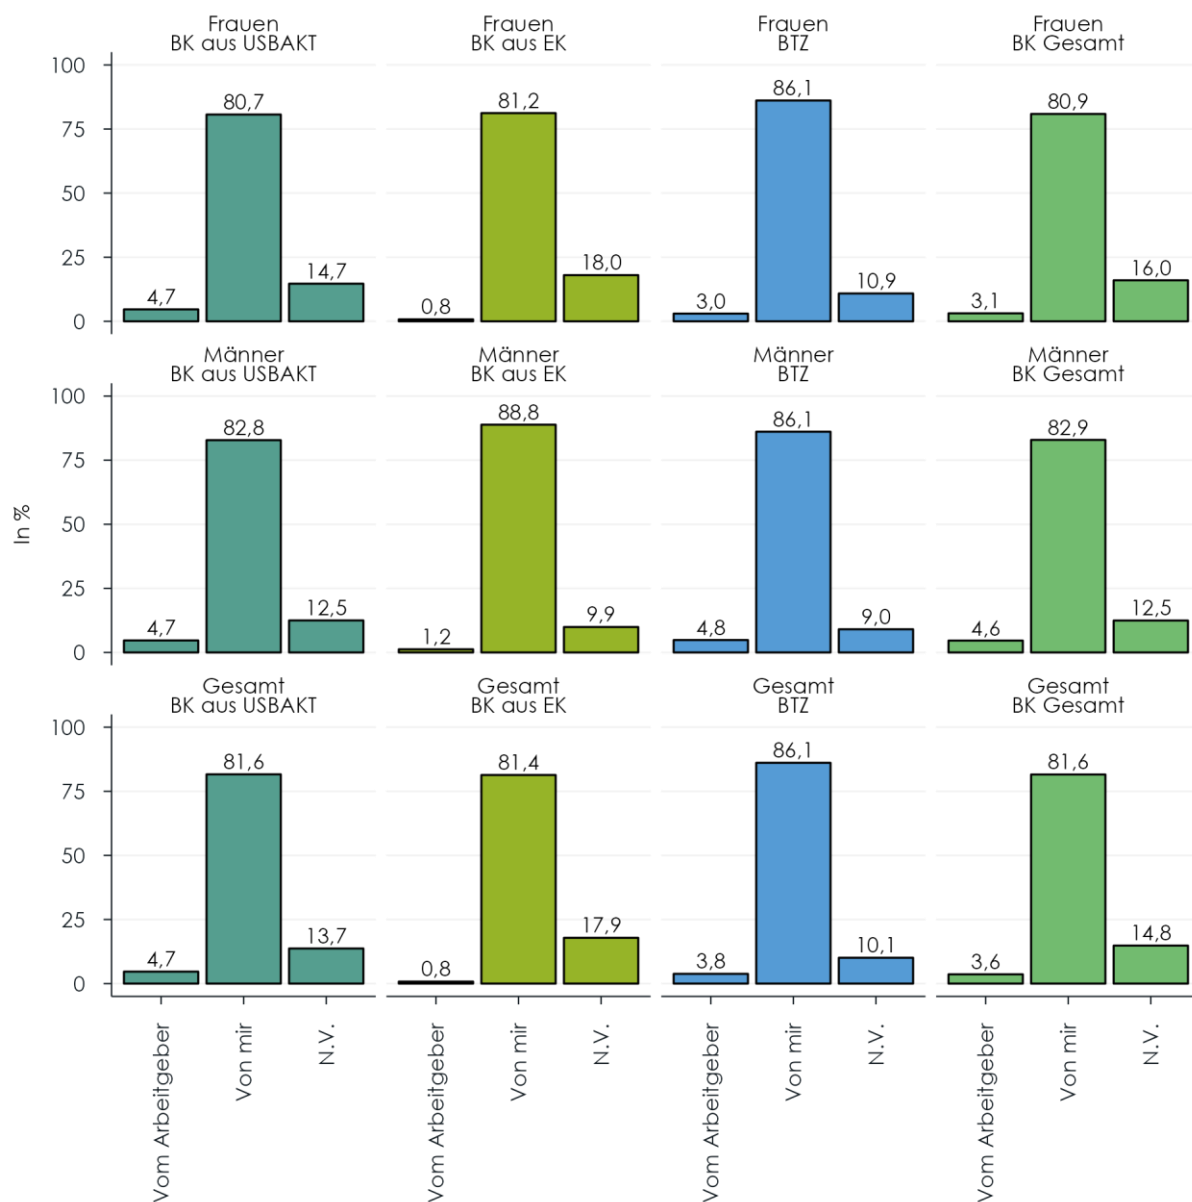 Frauen Frauen Frauen Frauen
BK aus USBAKT BK aus EK BTZ BK Gesamt
100
75
50
25
0
4,7 80,7 14,7
0,8 81,2 18,0
3,0 86,1 10,9
3,1 80,9 16,0
Männer Männer Männer Männer
BK aus USBAKT BK aus EK BTZ BK Gesamt
In %
100
75
50
25
0
4,7 82,8 12,5
1,2 88,8 9,9
4,8 86,1 9,0
4,6 82,9 12,5
Gesamt Gesamt Gesamt Gesamt
BK aus USBAKT BK aus EK BTZ BK Gesamt
100
75
50
25
0
4,7 81,6 13,7
0,8 81,4 17,9
3,8 86,1 10,1
3,6 81,6 14,8
Vom Arbeitgeber
Von mir
N.V.
Vom Arbeitgeber
Von mir
N.V.
Vom Arbeitgeber
Von mir
N.V.
Vom Arbeitgeber
Von mir
N.V.